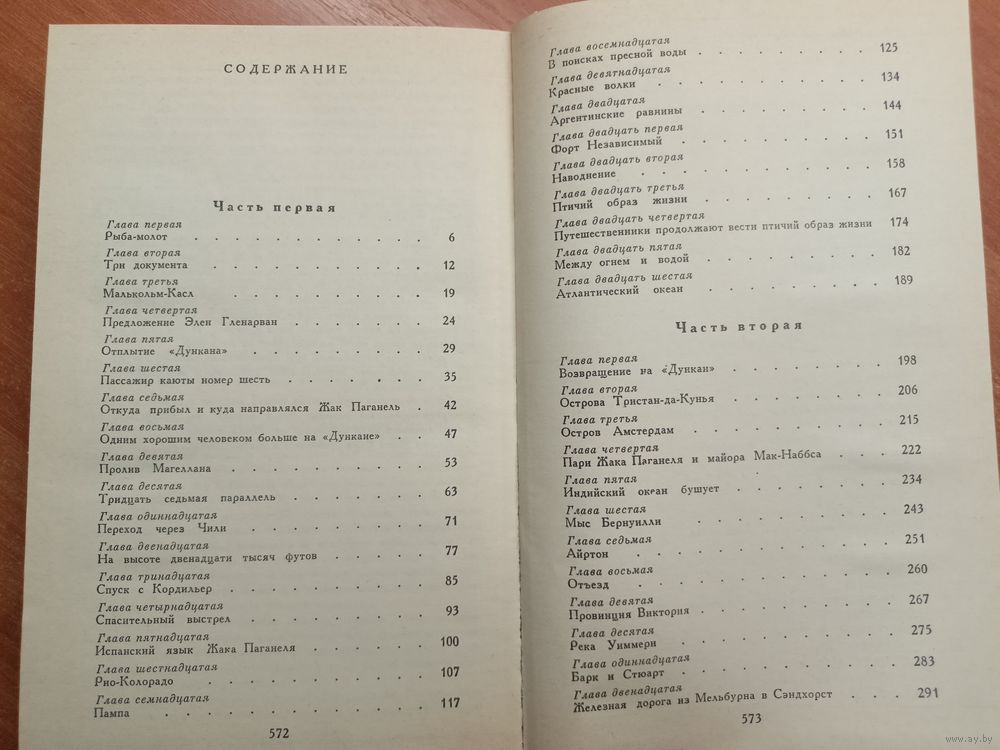 СОДЕРЖАНИЕ
Часть первая
Глава первая
Рыба-молот . . . . . . . . . . . . 6
Глава вторая
Три документа . . . . . . . . . . . 12
Глава третья
Малькольм-Касл . . . . . . . . . . 19
Глава четвертая
Предложение Элен Гленарван . . . . . . . 24
Глава пятая
Отплытие «Дункана» . . . . . . . . . 29
Глава шестая
Пассажир каюты номер шесть . . . . . . . 35
Глава седьмая
Откуда прибыл и куда направлялся Жак Паганель . 42
Глава восьмая
Одним хорошим человеком больше на «Дункане» . . 47
Глава девятая
Пролив Магеллана . . . . . . . . . . 53
Глава десятая
Тридцать седьмая параллель . . . . . . . 63
Глава одиннадцатая
Переход через Чили . . . . . . . . . 71
Глава двенадцатая
На высоте двенадцати тысяч футов . . . . . 77
Глава тринадцатая
Спуск с Кордильер . . . . . . . . . 85
Глава четырнадцатая
Спасительный выстрел . . . . . . . . . 93
Глава пятнадцатая
Испанский язык Жака Паганеля . . . . . . 100
Глава шестнадцатая
Рио-Колорадо . . . . . . . . . . . 107
Глава семнадцатая
Пампа . . . . . . . . . . . . . 117
572
Глава восемнадцатая
В поисках пресной воды . . . . . . . . 125
Глава девятнадцатая
Красные волки . . . . . . . . . . 134
Глава двадцатая
Аргентинские равнины . . . . . . . . . 144
Глава двадцать первая
Форт Независимый . . . . . . . . . 151
Глава двадцать вторая
Наводнение . . . . . . . . . . . 158
Глава двадцать третья
Птичий образ жизни . . . . . . . . . 167
Глава двадцать четвертая
Путешественники продолжают вести птичий образ жизни 174
Глава двадцать пятая
Между огнем и водой . . . . . . . . . 182
Глава двадцать шестая
Атлантический океан . . . . . . . . . 189
Часть вторая
Глава первая
Возвращение на «Дункан» . . . . . . . . 198
Глава вторая
Острова Тристан-да-Кунья . . . . . . . . 206
Глава третья
Остров Амстердам . . . . . . . . . . 215
Глава четвертая
Пари Жака Паганеля и майора Мак-Наббса . . . 222
Глава пятая
Индийский океан бушует . . . . . . . . 234
Глава шестая
Мыс Бернуилли . . . . . . . . . . 243
Глава седьмая
Айртон . . . . . . . . . . . . . 251
Глава восьмая
Отъезд . . . . . . . . . . . . . 260
Глава девятая
Провинция Виктория . . . . . . . . . . 267
Глава десятая
Река Уиммери . . . . . . . . . . . 275
Глава одиннадцатая
Барк и Стюарт . . . . . . . . . . . 283
Глава двенадцатая
Железная дорога из Мельбурна в Сэндхорст . . . 291
573
www.ay.by